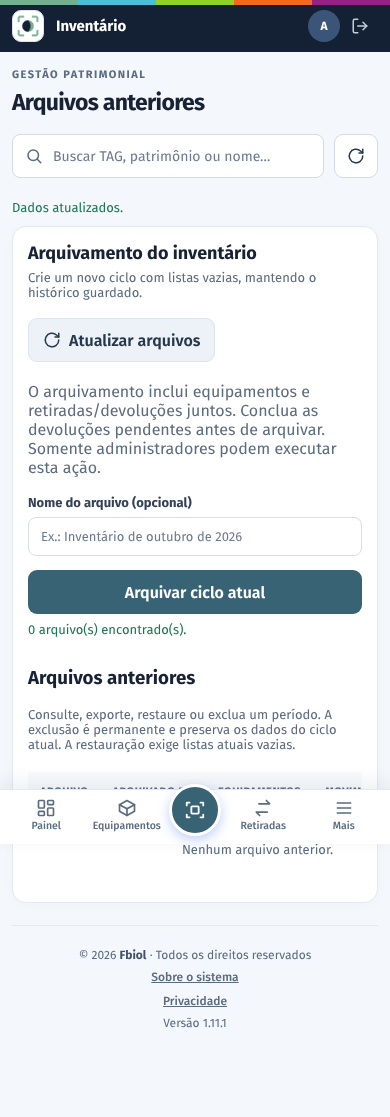 Inventário
A
GESTÃO PATRIMONIAL
Arquivos anteriores
Buscar TAG, patrimônio ou nome...
Dados atualizados.
Arquivamento do inventário
Crie um novo ciclo com listas vazias, mantendo o
histórico guardado.
Atualizar arquivos
O arquivamento inclui equipamentos e
retiradas/devoluções juntos. Conclua as
devoluções pendentes antes de arquivar.
Somente administradores podem executar
esta ação.
Nome do arquivo (opcional)
Ex.: Inventário de outubro de 2026
Arquivar ciclo atual
0 arquivo(s) encontrado(s).
Arquivos anteriores
Consulte, exporte, restaure ou exclua um período. A
exclusão é permanente e preserva os dados do ciclo
atual. A restauração exige listas atuais vazias.
Painel
Equipamentos
Retiradas
Mais
Nenhum arquivo anterior.
© 2026 Fbiol · Todos os direitos reservados
Sobre o sistema
Privacidade
Versão 1.11.1